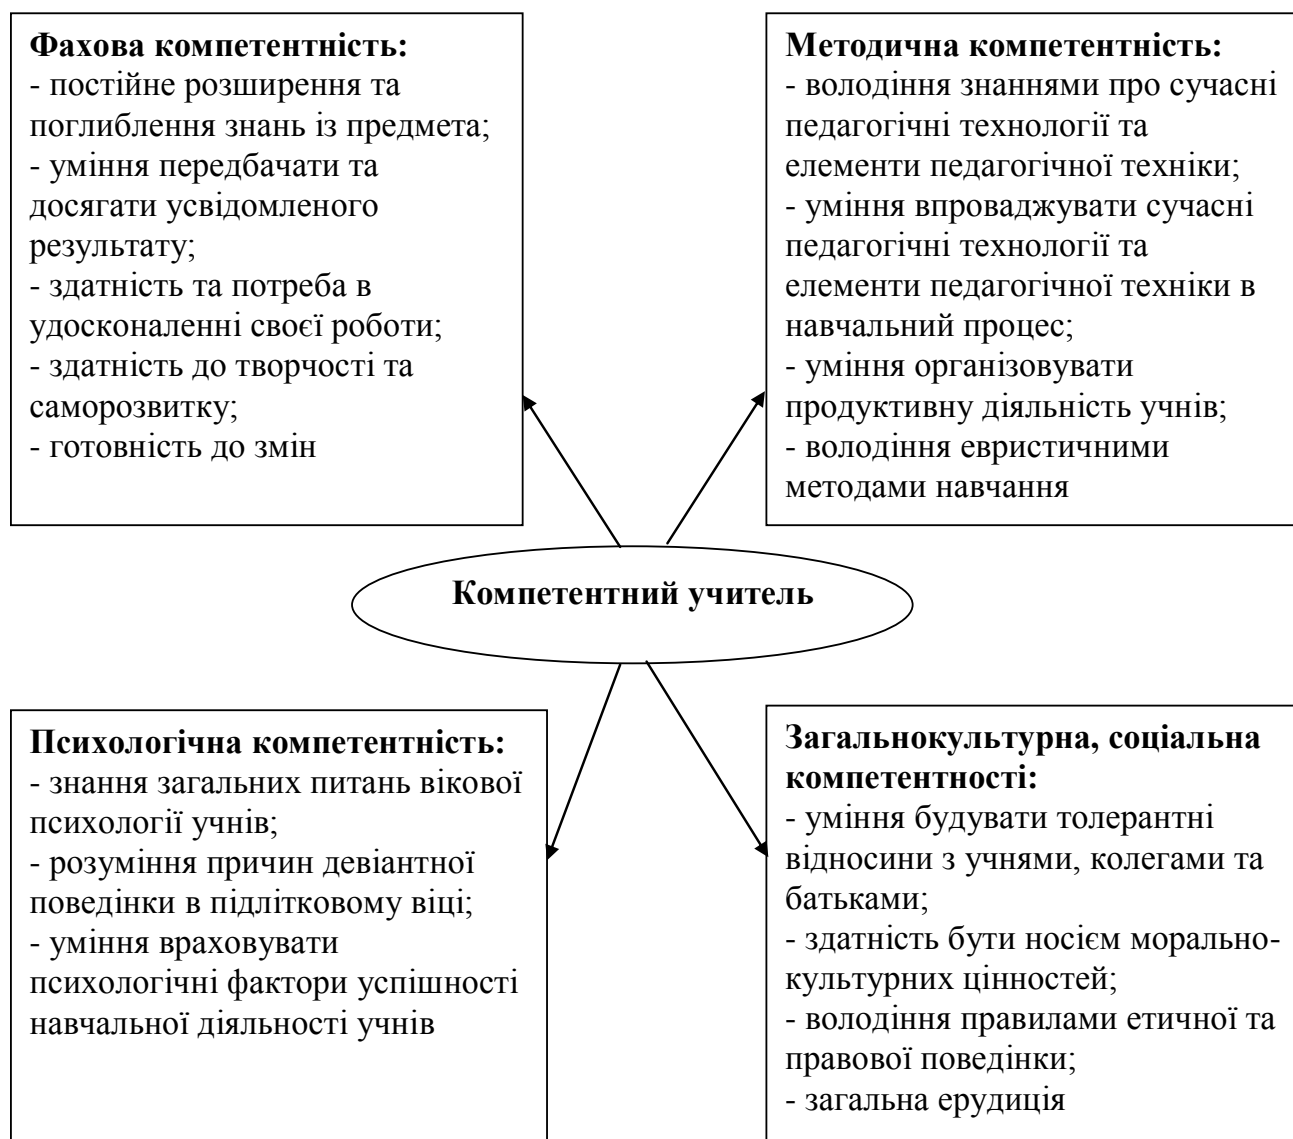 Фахова компетентність:
- постійне розширення та
поглиблення знань із предмета;
- уміння передбачати та
досягати усвідомленого
результату;
- здатність та потреба в
удосконаленні своєї роботи;
- здатність до творчості та
саморозвитку;
- готовність до змін
Методична компетентність:
- володіння знаннями про сучасні
педагогічні технології та
елементи педагогічної техніки;
- уміння впроваджувати сучасні
педагогічні технології та
елементи педагогічної техніки в
навчальний процес;
- уміння організовувати
продуктивну діяльність учнів;
- володіння евристичними
методами навчання
Компетентний учитель
Психологічна компетентність:
- знання загальних питань вікової
психології учнів;
- розуміння причин девіантної
поведінки в підлітковому віці;
- уміння враховувати
психологічні фактори успішності
навчальної діяльності учнів
Загальнокультурна, соціальна
компетентності:
- уміння будувати толерантні
відносини з учнями, колегами та
батьками;
- здатність бути носієм морально-
культурних цінностей;
- володіння правилами етичної та
правової поведінки;
- загальна ерудиція